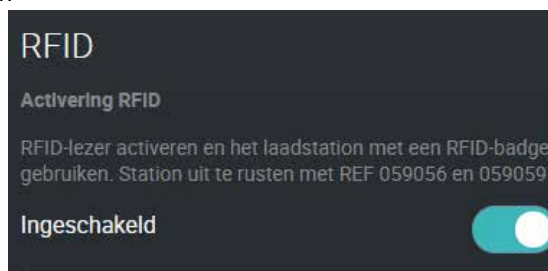 RFID
Activering RFID
RFID-lezer activeren en het laadstation met een RFID-badge
gebruiken. Station uit te rusten met REF 059056 en 059059
Ingeschakeld